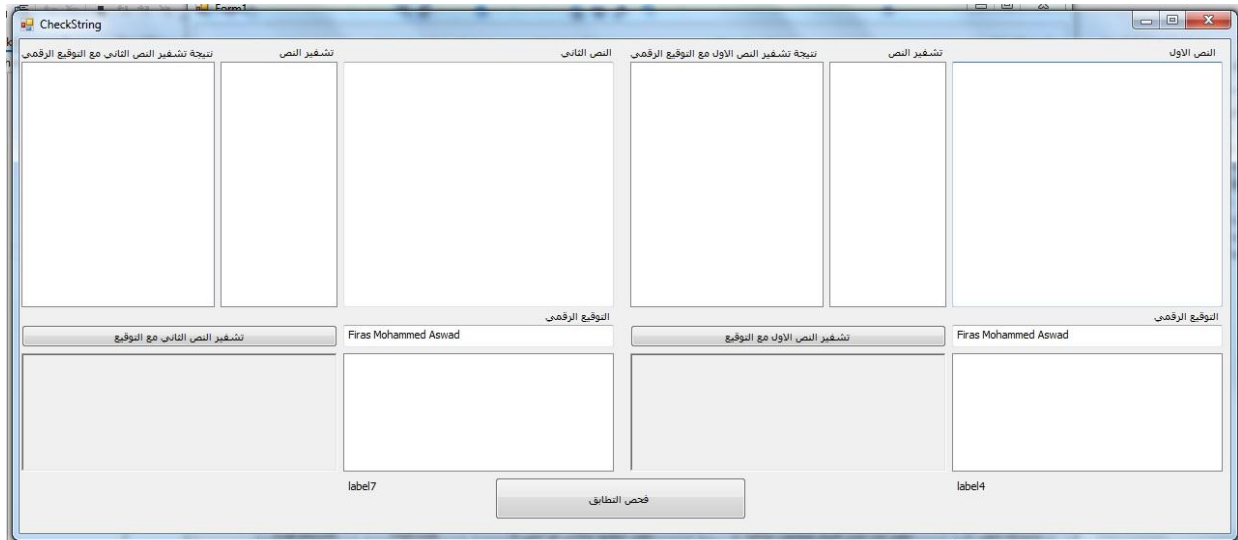 Form1
CheckString
النص الاول
تشفير النص
نتيجة تشفير النص الاول مع التوقيع الرقمي
النص الثاني
تشفير النص
نتيجة تشفير النص الثاني مع التوقيع الرقمي
التوقيع الرقمي
التوقيع الرقمي
Firas Mohammed Aswad
تشفير النص الاول مع التوقيع
Firas Mohammed Aswad
تشفير النص الثاني مع التوقيع
label4
label7
فحص التطابق